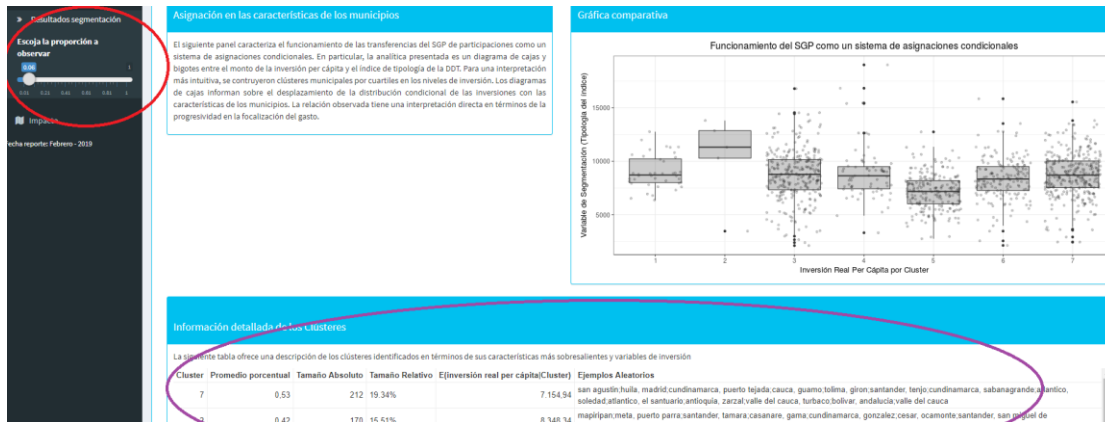 Resultados segmentación
Escoja la proporción a
observar
0.06
1
0.01 0.21 0.41 0.61 0.81 1
Impacto
Fecha reporte: Febrero - 2019
Asignación en las características de los municipios
El siguiente panel caracteriza el funcionamiento de las transferencias del SGP de participaciones como un
sistema de asignaciones condicionales. En particular, la analítica presentada es un diagrama de cajas y
bigotes entre el monto de la inversión per cápita y el índice de tipología de la DDT. Para una interpretación
más intuitiva, se contruyeron clústeres municipales por cuartiles en los niveles de inversión. Los diagramas
de cajas informan sobre el desplazamiento de la distribución condicional de las inversiones con las
características de los municipios. La relación observada tiene una interpretación directa en términos de la
progresividad en la focalización del gasto.
Gráfica comparativa
Funcionamiento del SGP como un sistema de asignaciones condicionales
Variable de Segmentación (Tipología del índice)
15000
10000
5000
1 2 3 4 5 6 7
Inversión Real Per Cápita por Cluster
Información detallada de los Clústeres
La siguiente tabla ofrece una descripción de los clústeres identificados en términos de sus características más sobresalientes y variables de inversión
Cluster Promedio porcentual Tamaño Absoluto Tamaño Relativo E(inversión real per cápita|Cluster) Ejemplos Aleatorios
7 0,53 212 19.34% 7.154,94 san agustin;huila, madrid;cundinamarca, puerto tejada;cauca, guamo;tolima, giron;santander, tenjo;cundinamarca, sabanagrande;atlantico,
soledad;atlantico, el santuario;antioquia, zarzal;valle del cauca, turbaco;bolivar, andalucia;valle del cauca
3 0,42 170 15.51% 8.348,34 mapiripan;meta, puerto parra;santander, tamara;casanare, gama;cundinamarca, gonzalez;cesar, ocamonte;santander, san miguel de